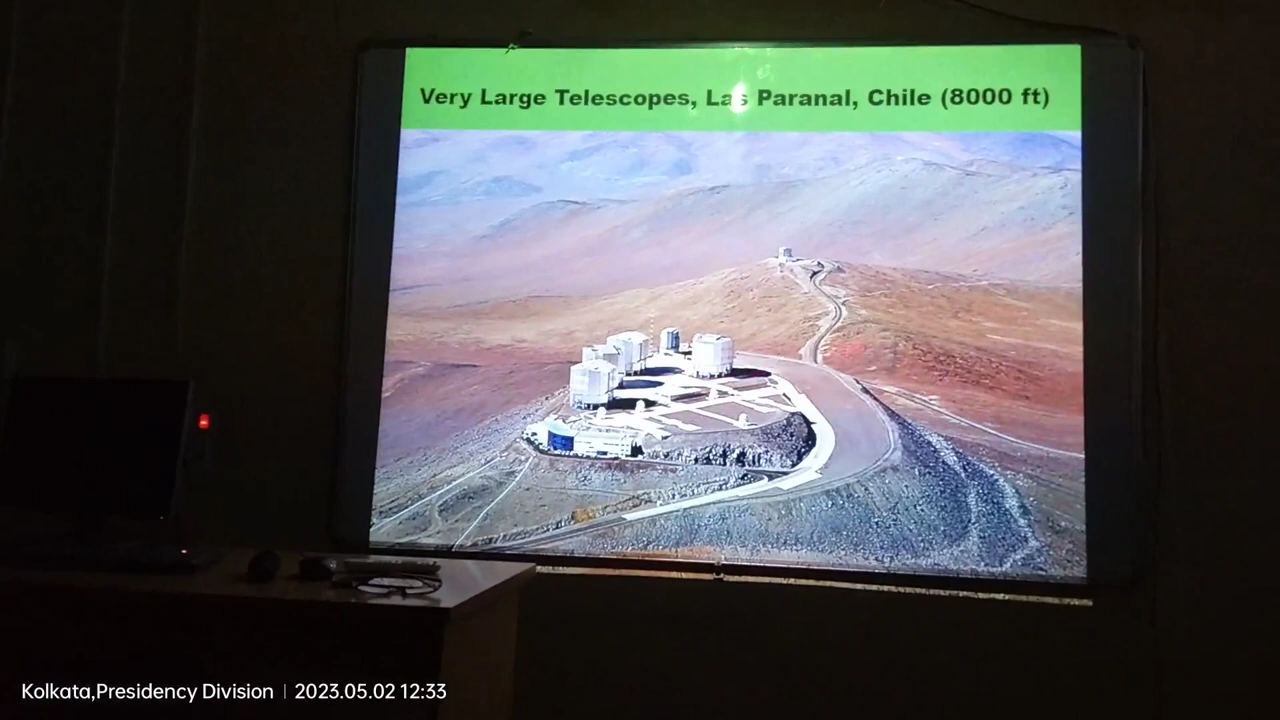 Very Large Telescopes, Las Paranal, Chile (8000 ft)
Kolkata,Presidency Division | 2023.05.02 12:33